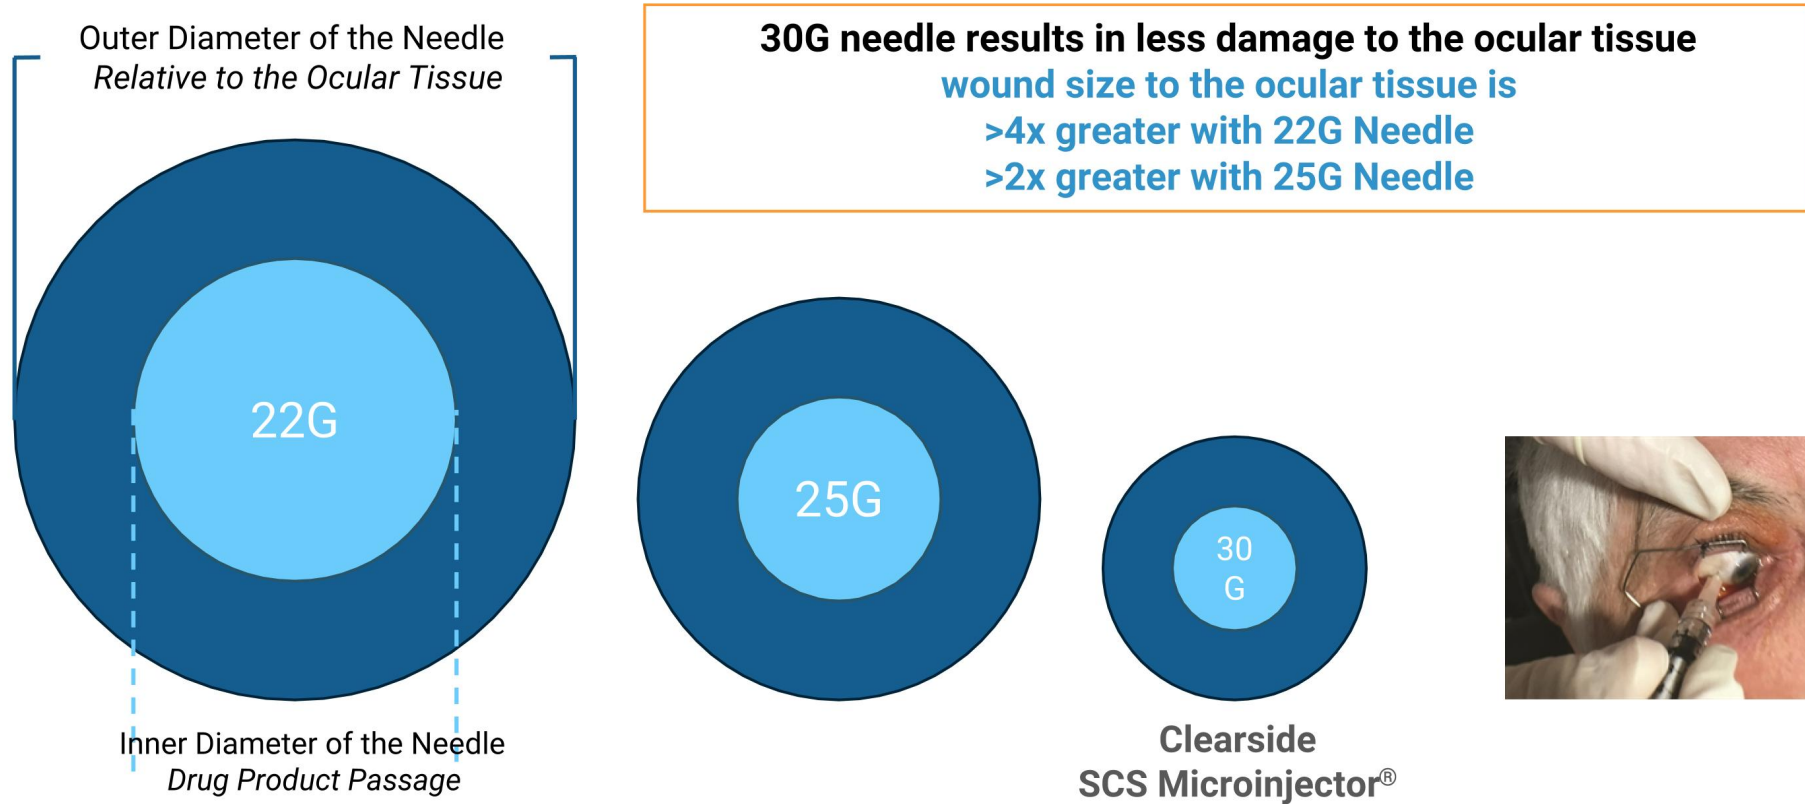 Outer Diameter of the Needle
Relative to the Ocular Tissue
30G needle results in less damage to the ocular tissue
wound size to the ocular tissue is
>4x greater with 22G Needle
>2x greater with 25G Needle
22G
25G
30
G
Inner Diameter of the Needle
Drug Product Passage
Clearside
SCS Microinjector®